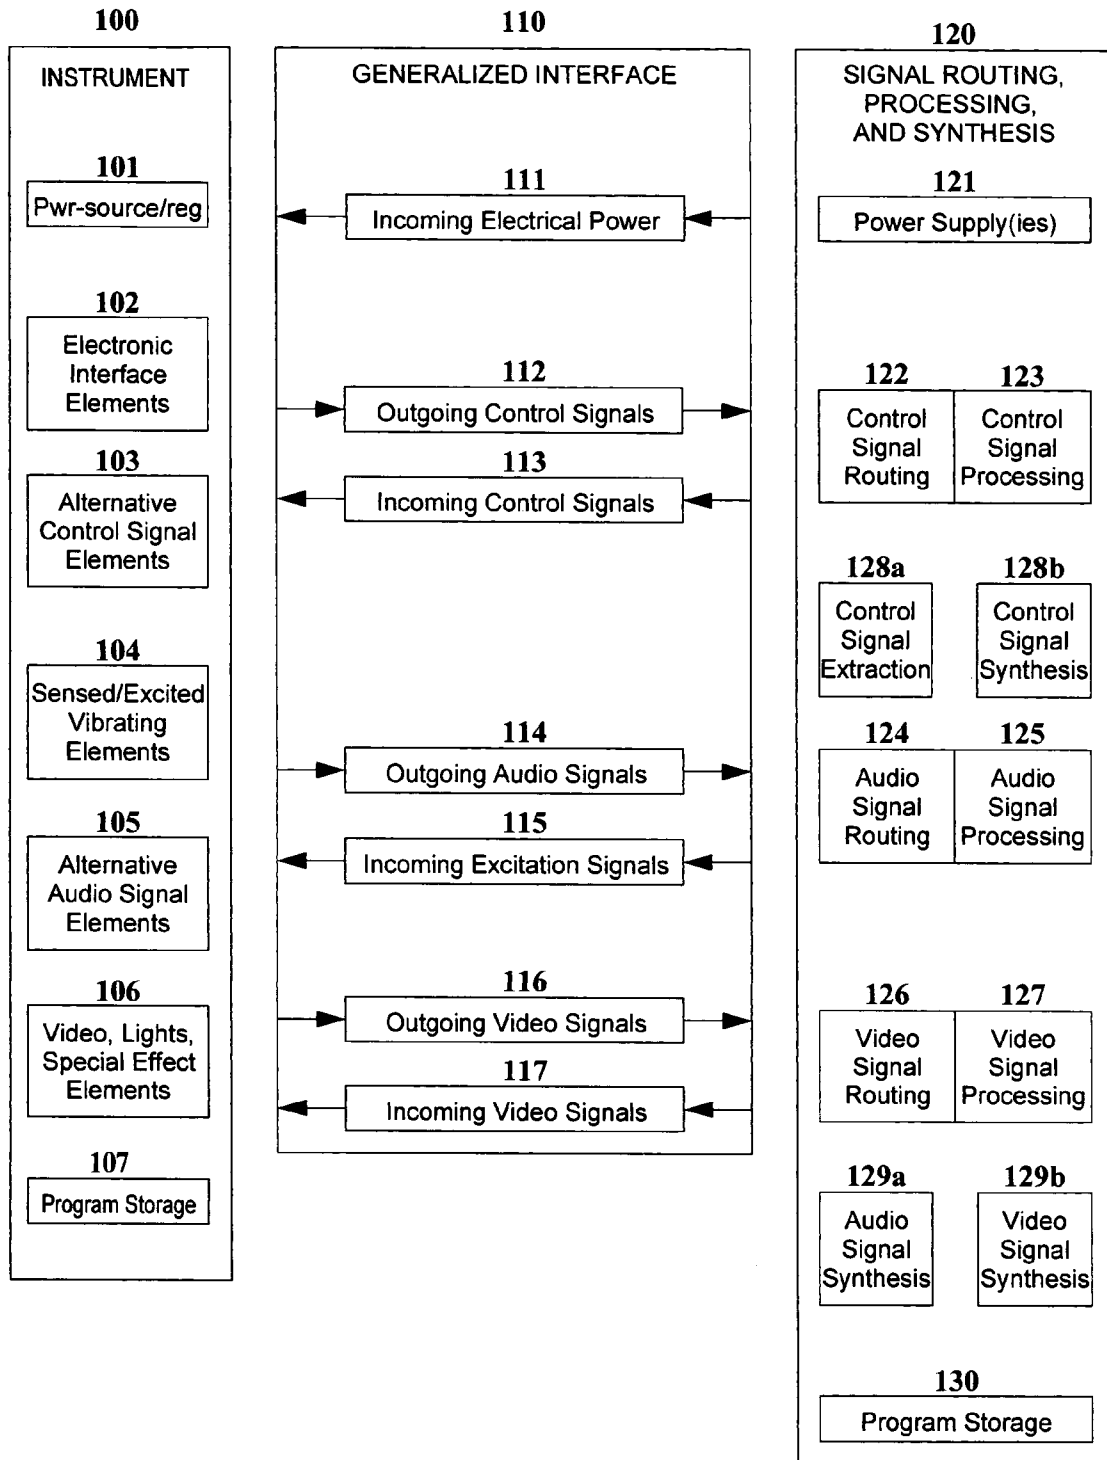 100
INSTRUMENT
101
Pwr-source/reg
102
Electronic
Interface
Elements
103
Alternative
Control Signal
Elements
104
Sensed/Excited
Vibrating
Elements
105
Alternative
Audio Signal
Elements
106
Video, Lights,
Special Effect
Elements
107
Program Storage
110
GENERALIZED INTERFACE
111
Incoming Electrical Power
112
Outgoing Control Signals
113
Incoming Control Signals
114
Outgoing Audio Signals
115
Incoming Excitation Signals
116
Outgoing Video Signals
117
Incoming Video Signals
120
SIGNAL ROUTING,
PROCESSING,
AND SYNTHESIS
121
Power Supply(ies)
122
Control
Signal
Routing
123
Control
Signal
Processing
128a
Control
Signal
Extraction
128b
Control
Signal
Synthesis
124
Audio
Signal
Routing
125
Audio
Signal
Processing
126
Video
Signal
Routing
127
Video
Signal
Processing
129a
Audio
Signal
Synthesis
129b
Video
Signal
Synthesis
130
Program Storage